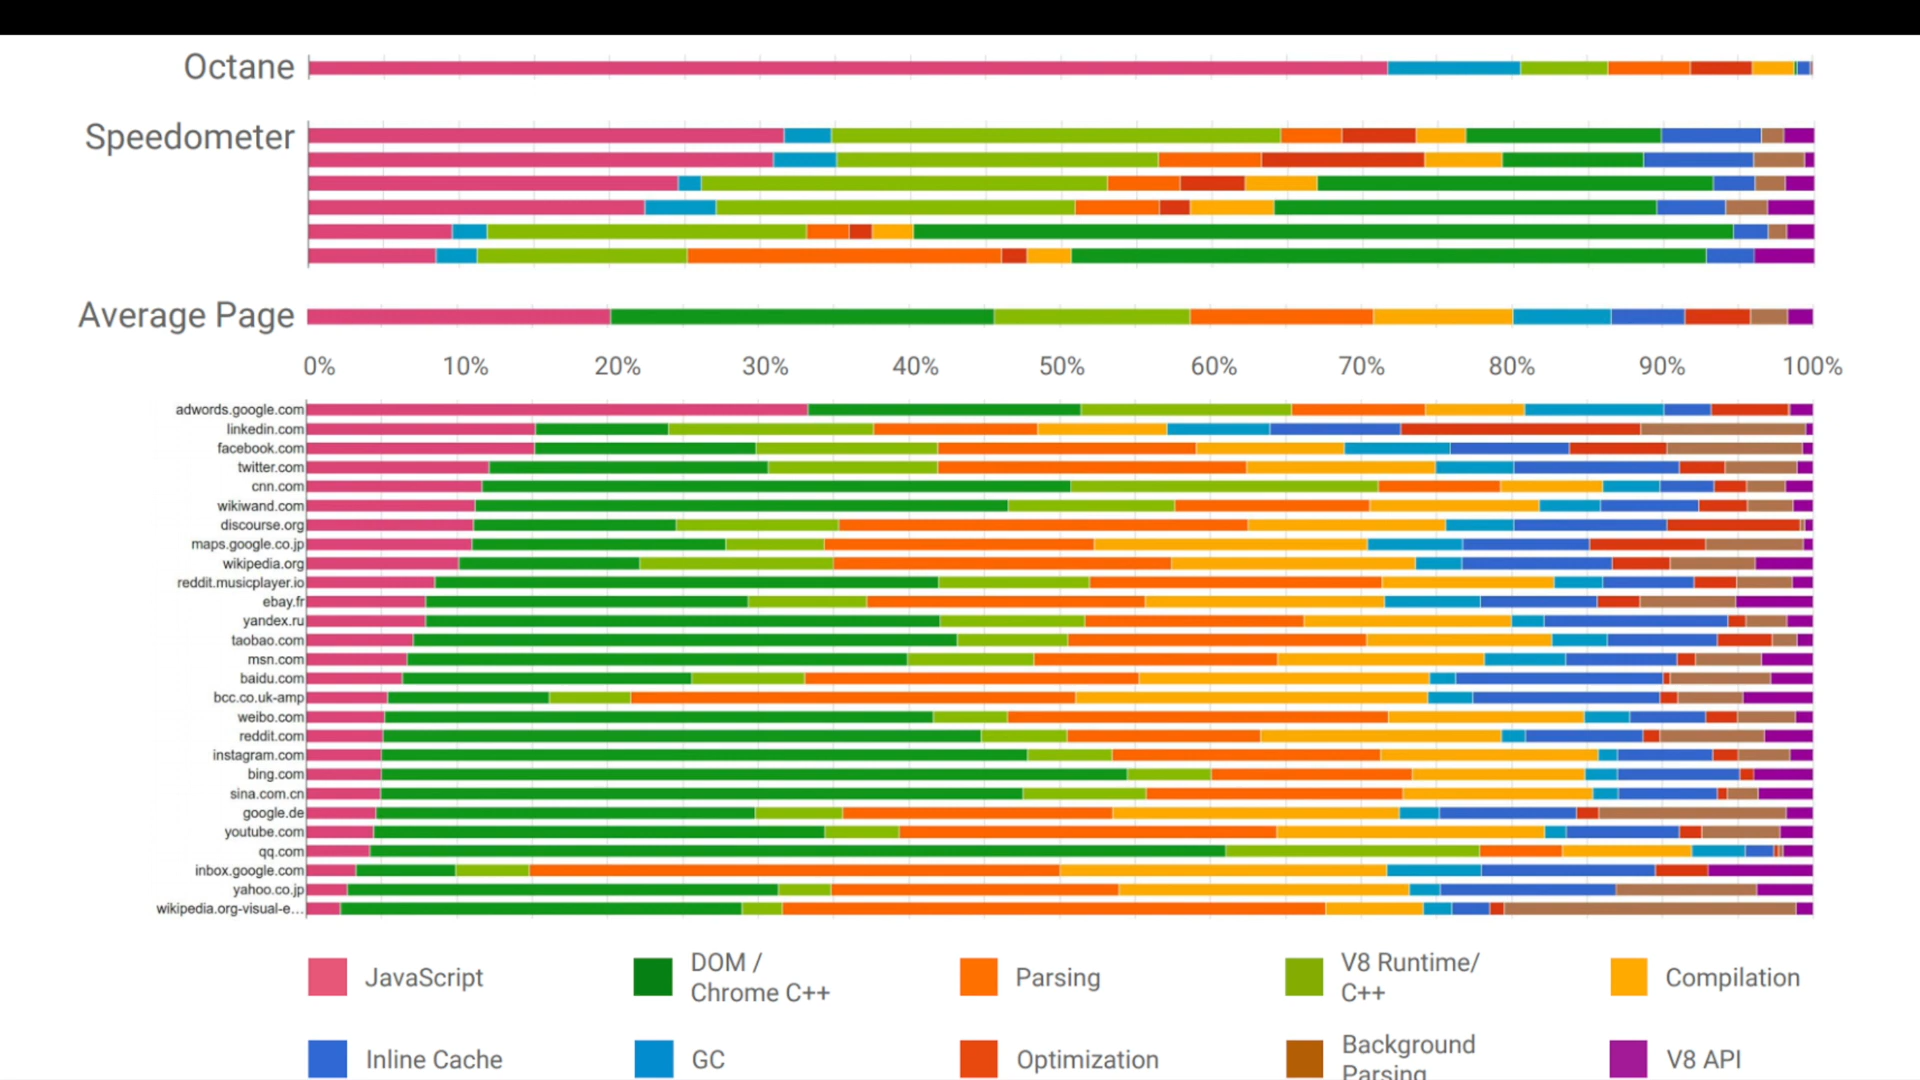 Octane
Speedometer
Average Page
0% 10% 20% 30% 40% 50% 60% 70% 80% 90% 100%
adwords.google.com
linkedin.com
facebook.com
twitter.com
cnn.com
wikiwand.com
discourse.org
maps.google.co.jp
wikipedia.org
reddit.musicplayer.io
ebay.fr
yandex.ru
taobao.com
msn.com
baidu.com
bcc.co.uk-amp
weibo.com
reddit.com
instagram.com
bing.com
sina.com.cn
google.de
youtube.com
qq.com
inbox.google.com
yahoo.co.jp
wikipedia.org-visual-e...
JavaScript
DOM /
Chrome C++
Parsing
V8 Runtime/
C++
Compilation
Inline Cache
GC
Optimization
Background
Parsing
V8 API